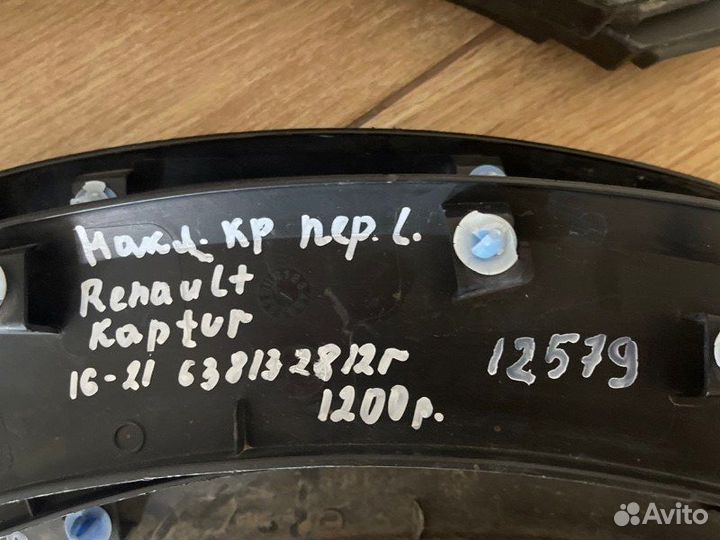 Накл. кр пер. L.
Renault
Kaptur
16-21 638132812r
1200р.
12579
Avito